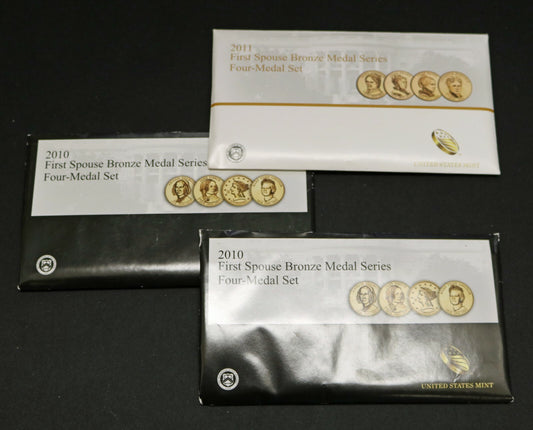 2011
First Spouse Bronze Medal Series
Four-Medal Set
UNITED STATES MINT
2010
First Spouse Bronze Medal Series
Four-Medal Set
2010
First Spouse Bronze Medal Series
Four-Medal Set
UNITED STATES MINT